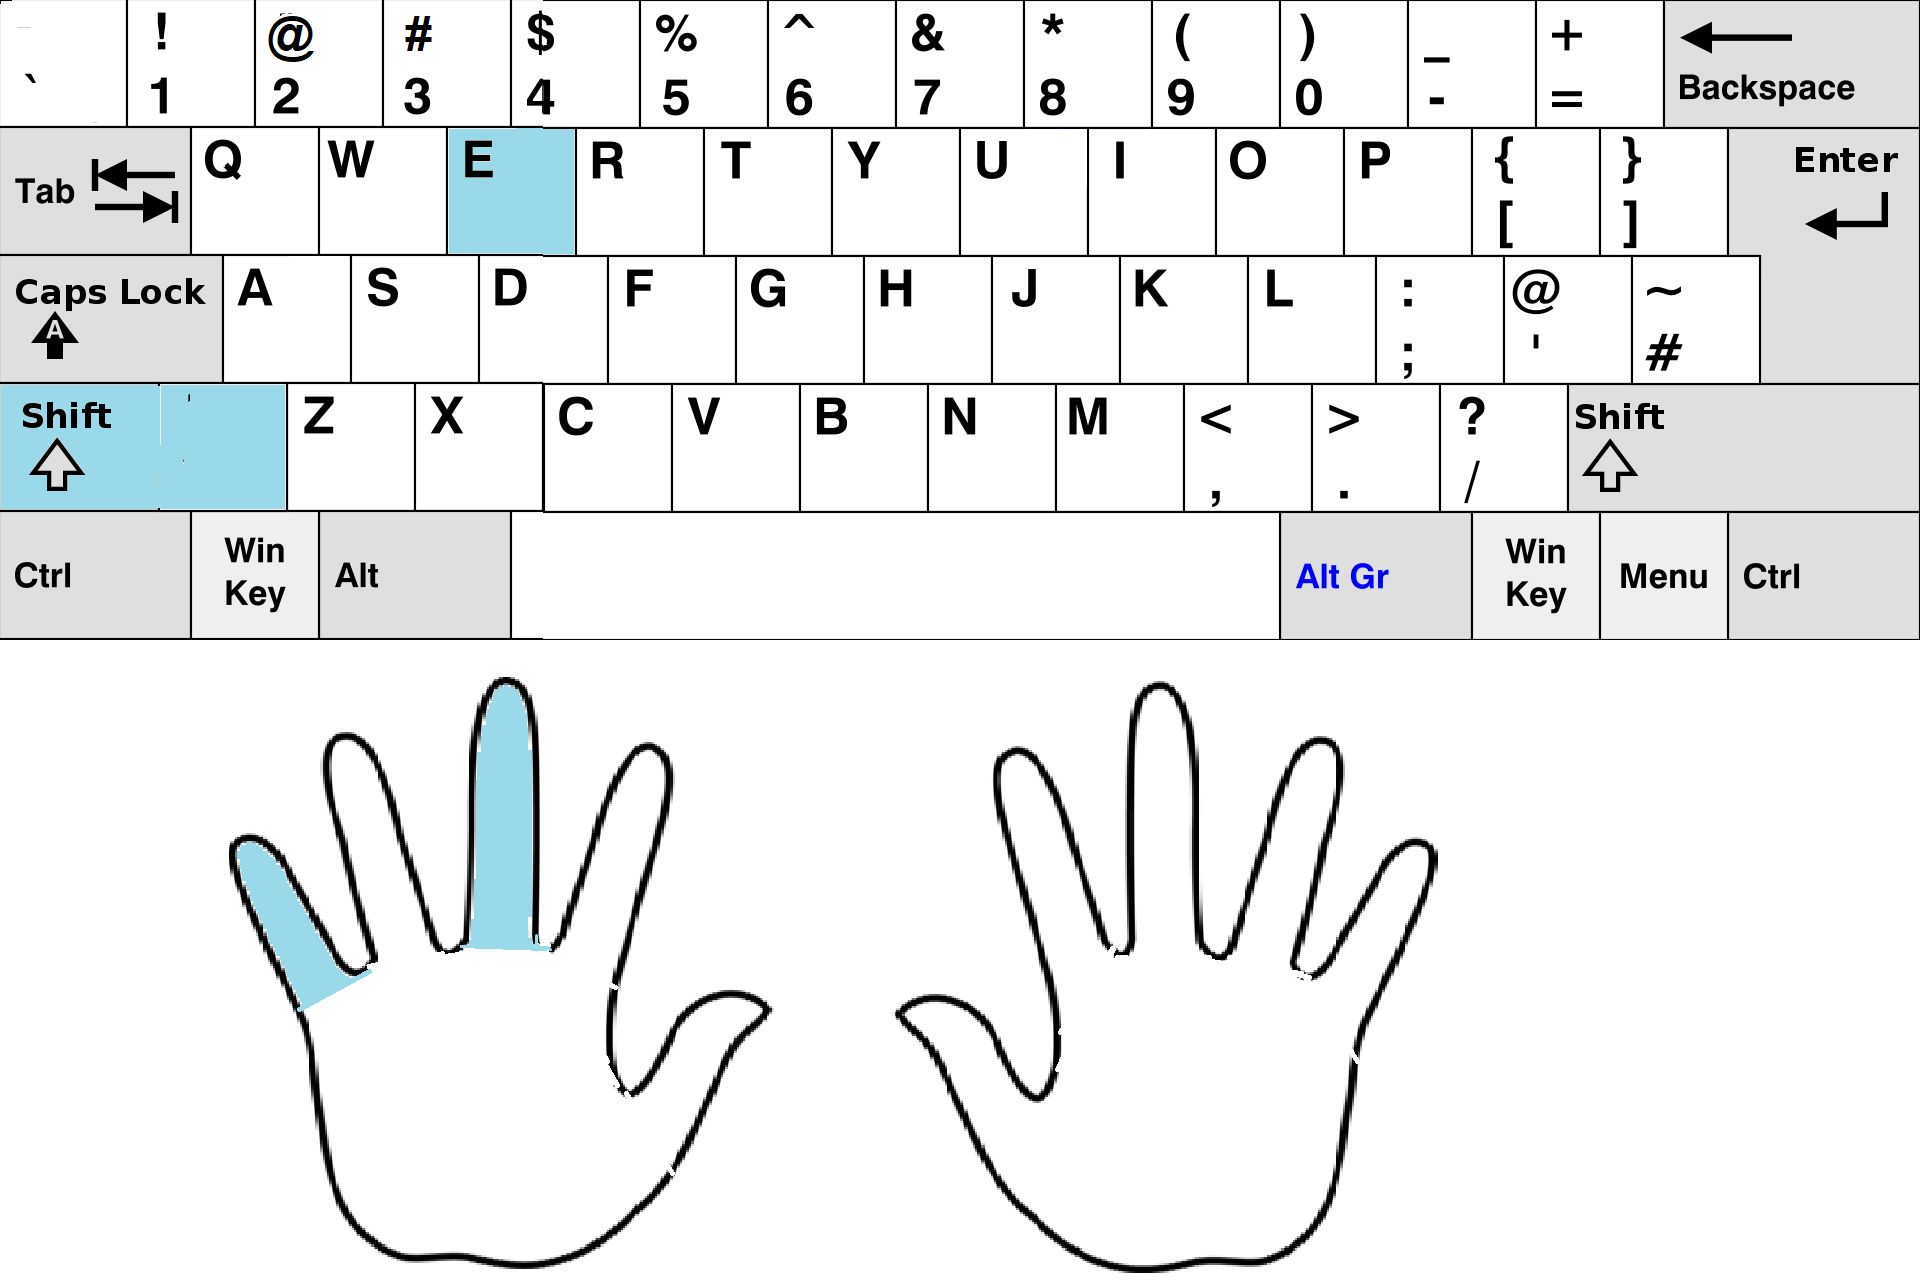 ! @ # $ % ^ & * ( ) _ +
` 1 2 3 4 5 6 7 8 9 0 - = Backspace
Tab Q W E R T Y U I O P { } Enter
[ ]
Caps Lock A S D F G H J K L : @ ~
A ; ' #
Shift Z X C V B N M < > ? Shift
, . /
Ctrl Win Key Alt Alt Gr Win Key Menu Ctrl